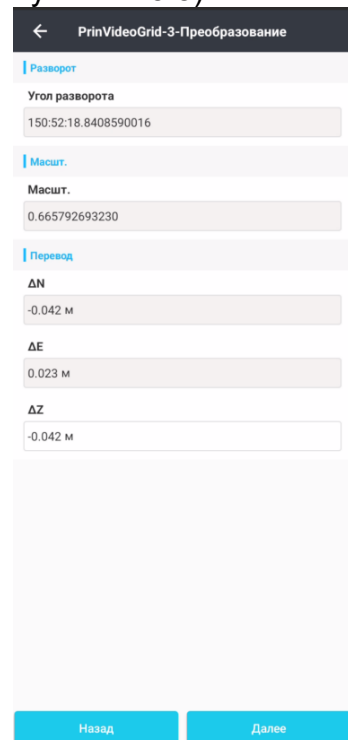 PrinVideoGrid-3-Преобразование
Разворот
Угол разворота
150:52:18.8408590016
Масшт.
Масшт.
0.665792693230
Перевод
ΔN
-0.042 м
ΔE
0.023 м
ΔZ
-0.042 м
Назад Далее